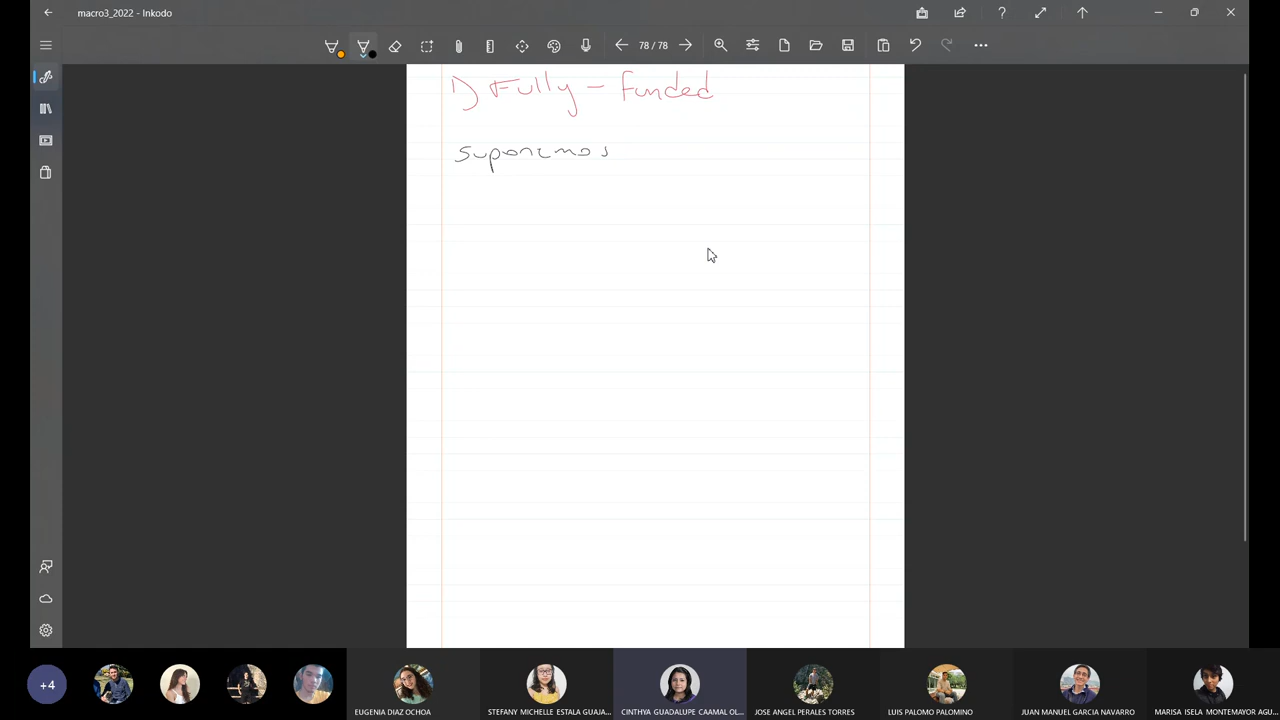 macro3_2022 - Inkodo
78 / 78
1) Fully - funded
suponemos
+4
EUGENIA DIAZ OCHOA
STEFANY MICHELLE ESTALA GUAJA...
CINTHYA GUADALUPE CAAMAL OL...
JOSE ANGEL PERALES TORRES
LUIS PALOMO PALOMINO
JUAN MANUEL GARCIA NAVARRO
MARISA ISELA MONTEMAYOR AGU...